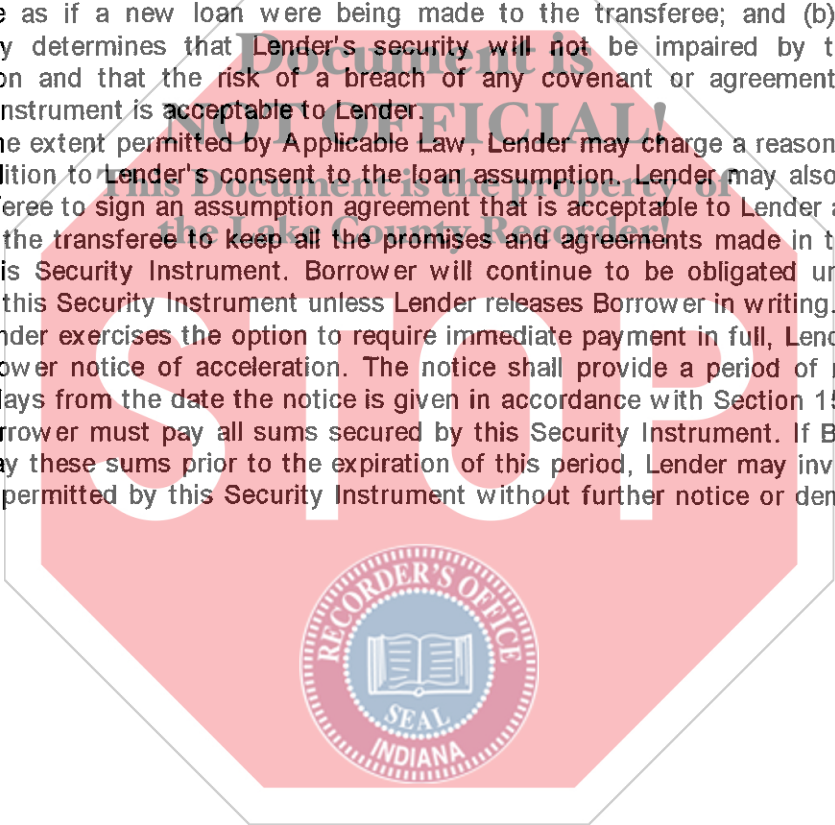 e as if a new loan were being made to the transferee; and (b)
y determines that Lender's security will not be impaired by t
Document is
on and that the risk of a breach of any covenant or agreement
nstrument is acceptable to Lender.
NOT OFFICIAL!
he extent permitted by Applicable Law, Lender may charge a reason
lition to Lender's consent to the loan assumption. Lender may also
This Document is the property of
feree to sign an assumption agreement that is acceptable to Lender a
the transferee to keep all the promises and agreements made in t
the Lake County Recorder!
is Security Instrument. Borrower will continue to be obligated un
this Security Instrument unless Lender releases Borrower in writing.
nder exercises the option to require immediate payment in full, Lend
ower notice of acceleration. The notice shall provide a period of n
lays from the date the notice is given in accordance with Section 15
rrower must pay all sums secured by this Security Instrument. If B
ay these sums prior to the expiration of this period, Lender may inv
permitted by this Security Instrument without further notice or dem
STOP
RECORDER'S OFFICE
SEAL
INDIANA